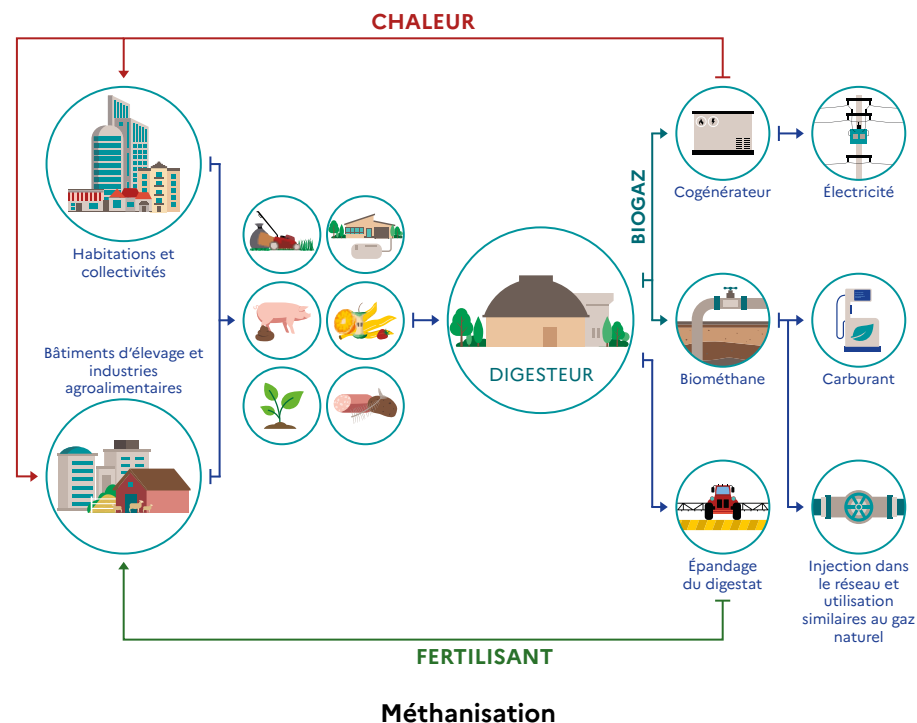 CHALEUR
Habitations et
collectivités
Bâtiments d’élevage et
industries
agroalimentaires
DIGESTEUR
BIOGAZ
Cogénérateur
Électricité
Biométhane
Carburant
Épandage
du digestat
Injection dans
le réseau et
utilisation
similaires au gaz
naturel
FERTILISANT
Méthanisation